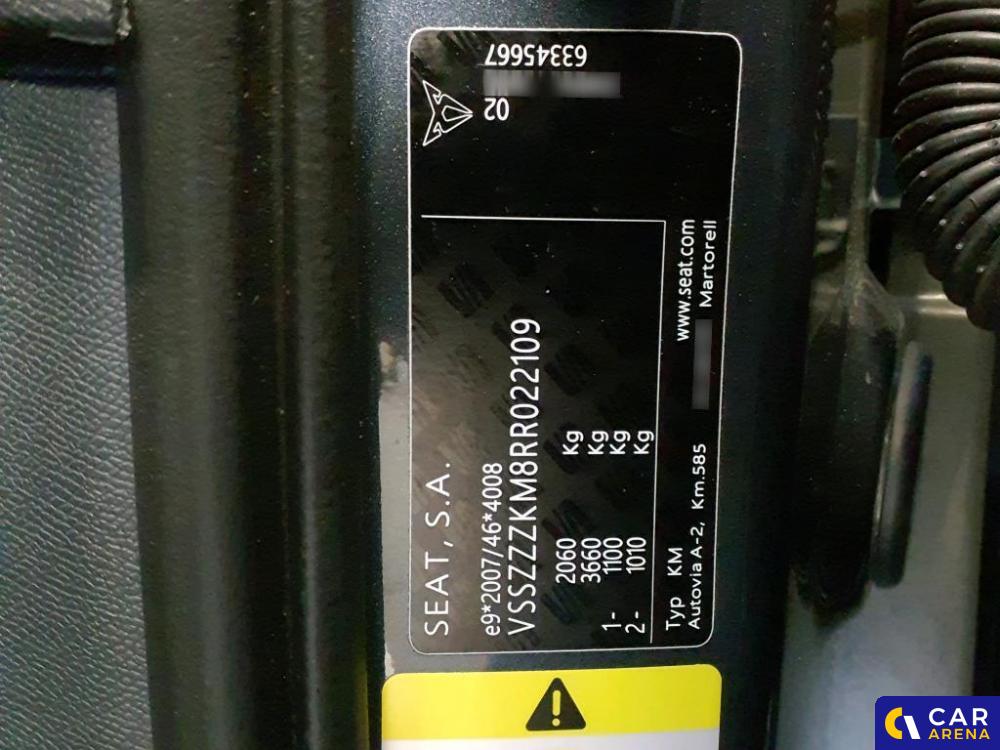 SEAT, S.A.
e9*2007/46*4008
VSSZZZKM8RR022109
2060 Kg
3660 Kg
1- 1100 Kg
2- 1010 Kg
Typ KM www.seat.com
Autovia A-2, Km.585 Martorell
02
63345667
CAR
ARENA